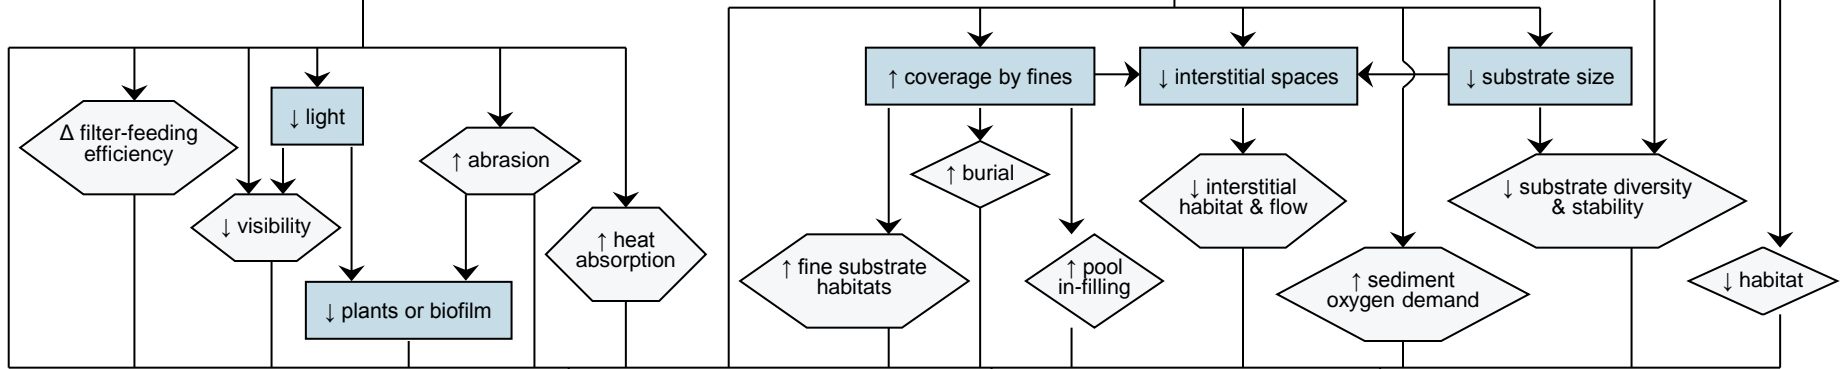 Δ filter-feeding
efficiency
↓ light
↓ visibility
↑ abrasion
↓ plants or biofilm
↑ heat
absorption
↑ coverage by fines
↓ interstitial spaces
↓ substrate size
↑ burial
↑ fine substrate
habitats
↑ pool
in-filling
↓ interstitial
habitat & flow
↑ sediment
oxygen demand
↓ substrate diversity
& stability
↓ habitat